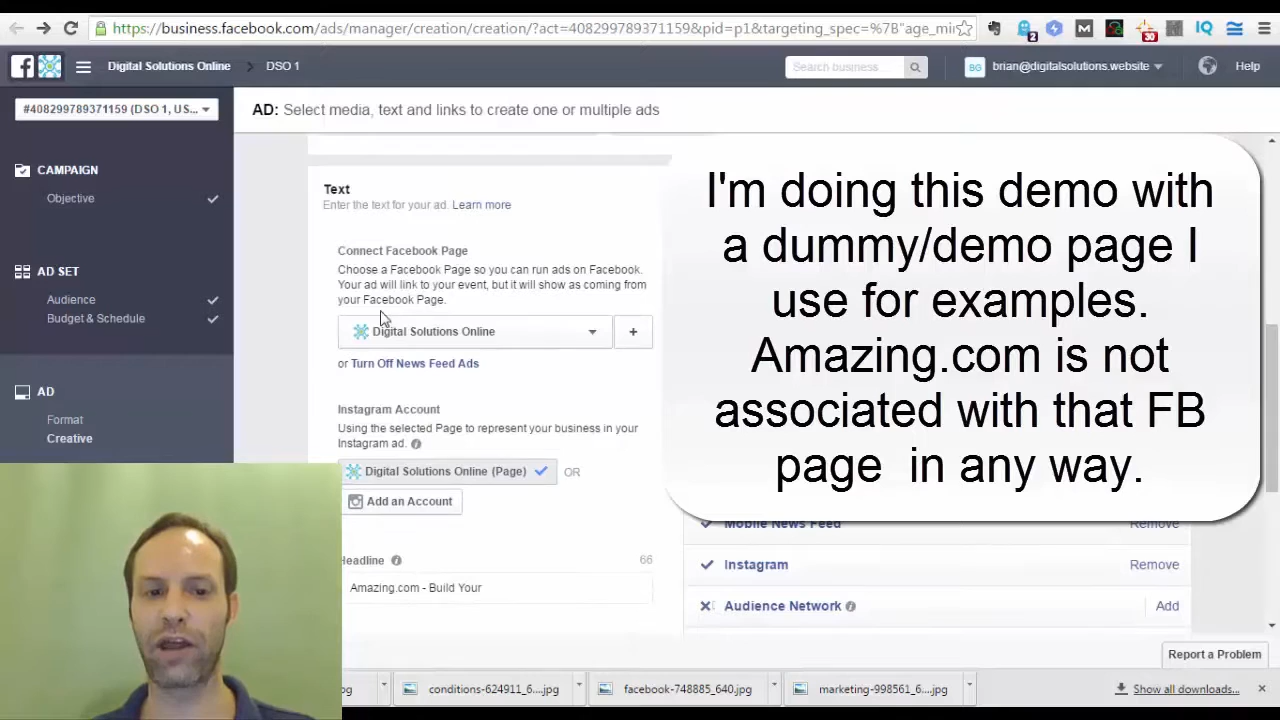 https://business.facebook.com/ads/manager/creation/creation/?act=408299789371159&pid=p1&targeting_spec=%7B"age_mi
2
30
IQ
Digital Solutions Online
DSO 1
Search business
BG
brian@digitalsolutions.website
Help
#408299789371159 (DSO 1, US...
AD: Select media, text and links to create one or multiple ads
CAMPAIGN
Objective
AD SET
Audience
Budget & Schedule
AD
Format
Creative
Text
Enter the text for your ad. Learn more
Connect Facebook Page
Choose a Facebook Page so you can run ads on Facebook.
Your ad will link to your event, but it will show as coming from
your Facebook Page.
Digital Solutions Online
+
or Turn Off News Feed Ads
Instagram Account
Using the selected Page to represent your business in your
Instagram ad.
Digital Solutions Online (Page)
OR
Add an Account
Headline
66
Amazing.com - Build Your
I'm doing this demo with
a dummy/demo page I
use for examples.
Amazing.com is not
associated with that FB
page in any way.
Mobile News Feed
Remove
Instagram
Remove
Audience Network
Add
Report a Problem
pg
conditions-624911_6....jpg
facebook-748885_640.jpg
marketing-998561_6....jpg
Show all downloads...